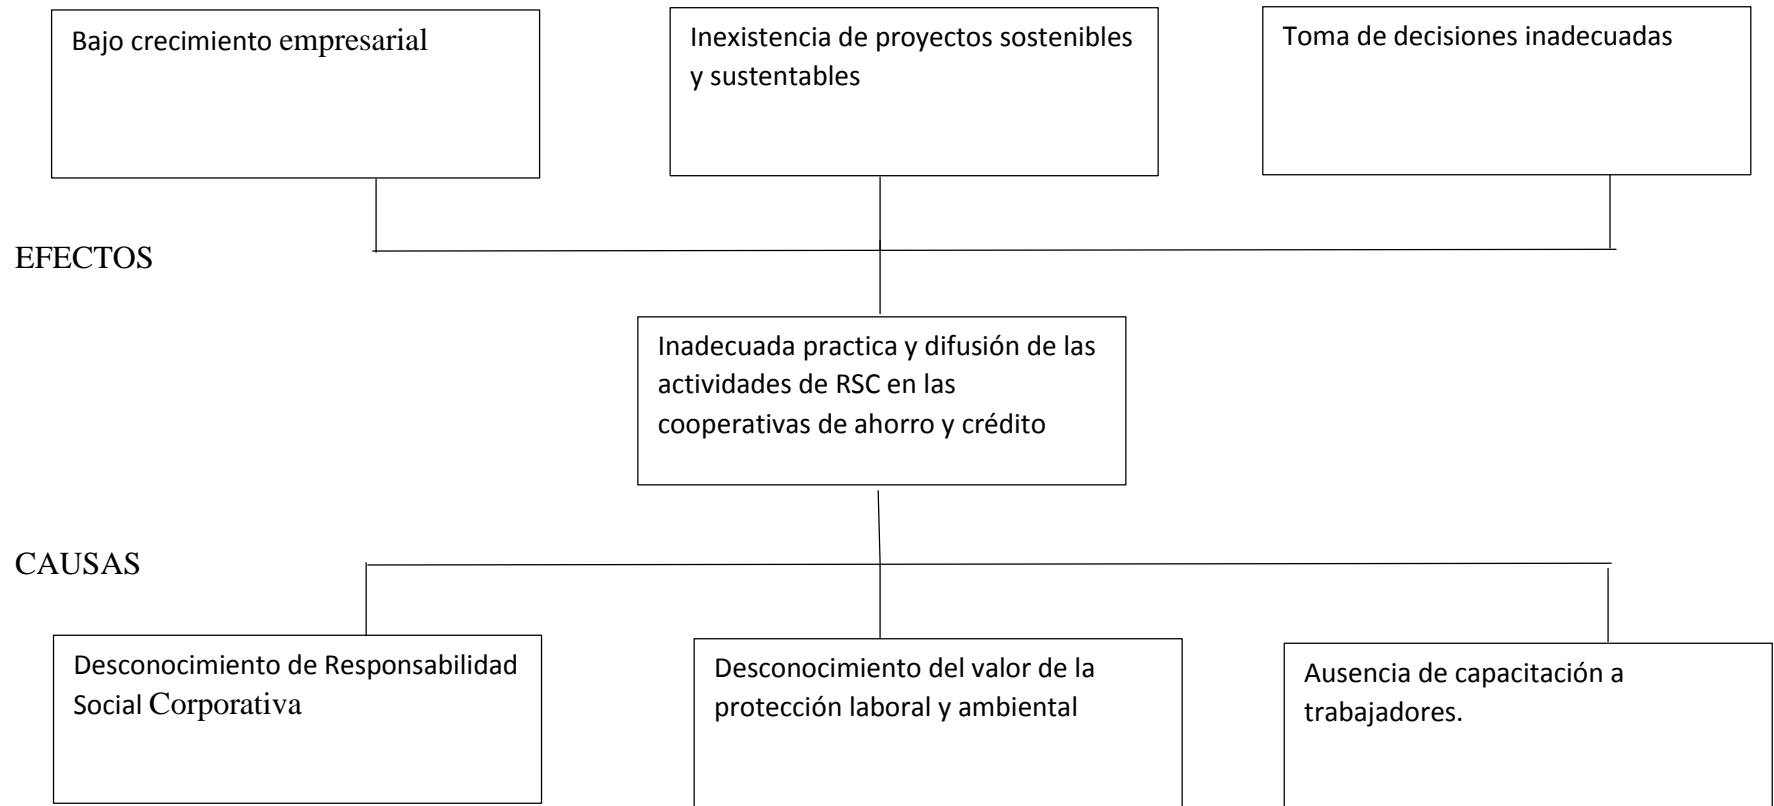 Bajo crecimiento empresarial
Inexistencia de proyectos sostenibles
y sustentables
Toma de decisiones inadecuadas
EFECTOS
Inadecuada practica y difusión de las
actividades de RSC en las
cooperativas de ahorro y crédito
CAUSAS
Desconocimiento de Responsabilidad
Social Corporativa
Desconocimiento del valor de la
protección laboral y ambiental
Ausencia de capacitación a
trabajadores.